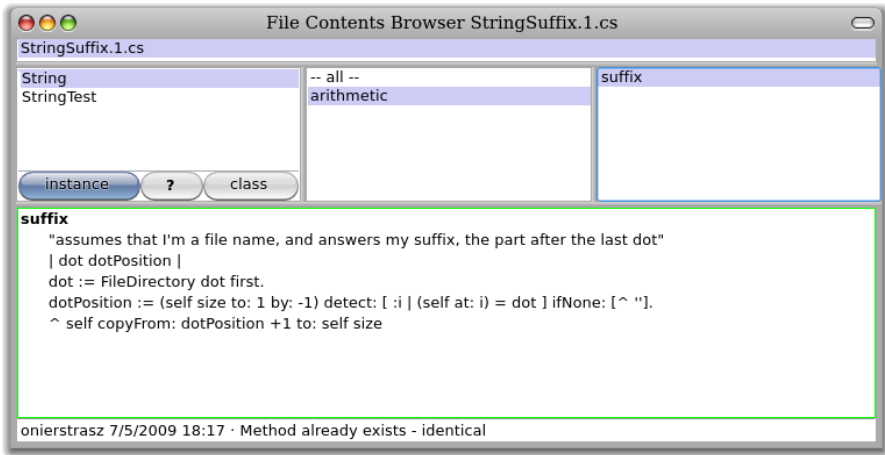 File Contents Browser StringSuffix.1.cs
StringSuffix.1.cs
String
StringTest
instance
?
class
-- all --
arithmetic
suffix
suffix
"assumes that I'm a file name, and answers my suffix, the part after the last dot"
| dot dotPosition |
dot := FileDirectory dot first.
dotPosition := (self size to: 1 by: -1) detect: [ :i | (self at: i) = dot ] ifNone: [^ ''].
^ self copyFrom: dotPosition +1 to: self size
onierstrasz 7/5/2009 18:17 · Method already exists - identical